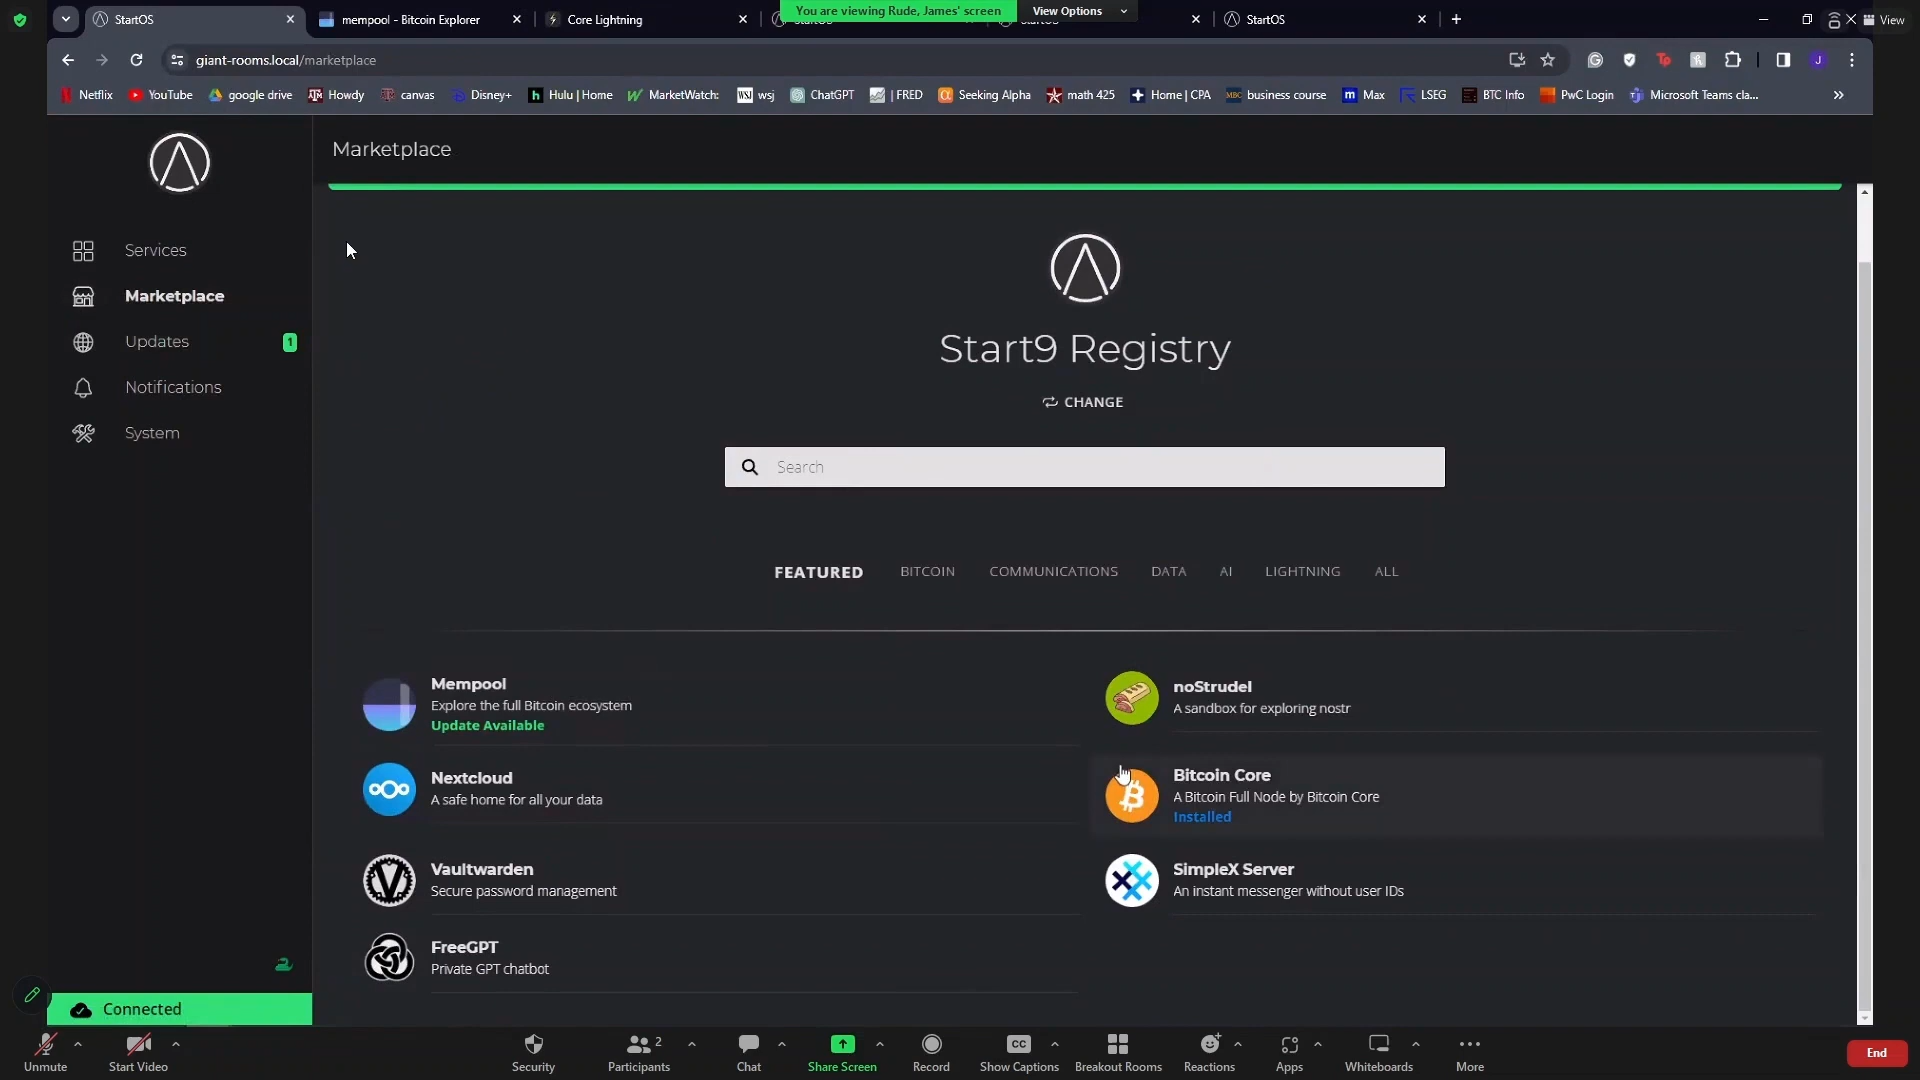 StartOS
mempool - Bitcoin Explorer
Core Lightning
You are viewing Rude, James' screen
View Options
StartOS
View
giant-rooms.local/marketplace
Netflix
YouTube
google drive
Howdy
canvas
Disney+
Hulu | Home
MarketWatch:
wsj
ChatGPT
| FRED
Seeking Alpha
math 425
Home | CPA
business course
Max
LSEG
BTC Info
PwC Login
Microsoft Teams cla...
Marketplace
Services
Marketplace
Updates
1
Notifications
System
Start9 Registry
CHANGE
Search
FEATURED
BITCOIN
COMMUNICATIONS
DATA
AI
LIGHTNING
ALL
Mempool
Explore the full Bitcoin ecosystem
Update Available
noStrudel
A sandbox for exploring nostr
Nextcloud
A safe home for all your data
Bitcoin Core
A Bitcoin Full Node by Bitcoin Core
Installed
Vaultwarden
Secure password management
SimpleX Server
An instant messenger without user IDs
FreeGPT
Private GPT chatbot
Connected
Unmute
Start Video
Security
Participants
2
Chat
Share Screen
Record
Show Captions
Breakout Rooms
Reactions
Apps
Whiteboards
More
End